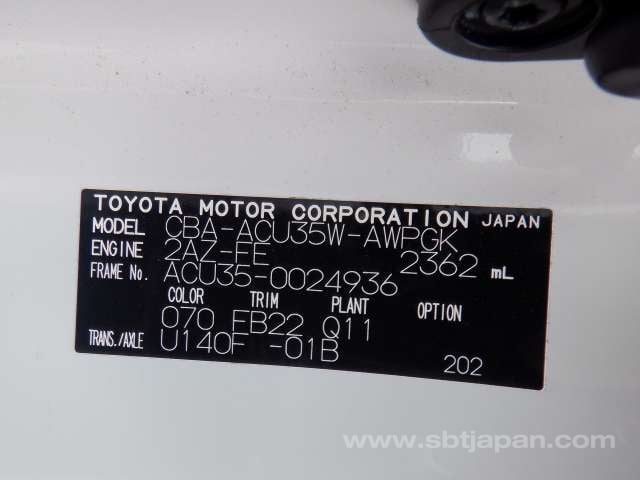 TOYOTA MOTOR CORPORATION JAPAN
MODEL CBA-ACU35W-AWPGK
ENGINE 2AZ-FE 2362 mL
FRAME No. ACU35-0024936
COLOR TRIM PLANT OPTION
070 FB22 Q11
TRANS./AXLE U140F -01B 202
www.sbtjapan.com